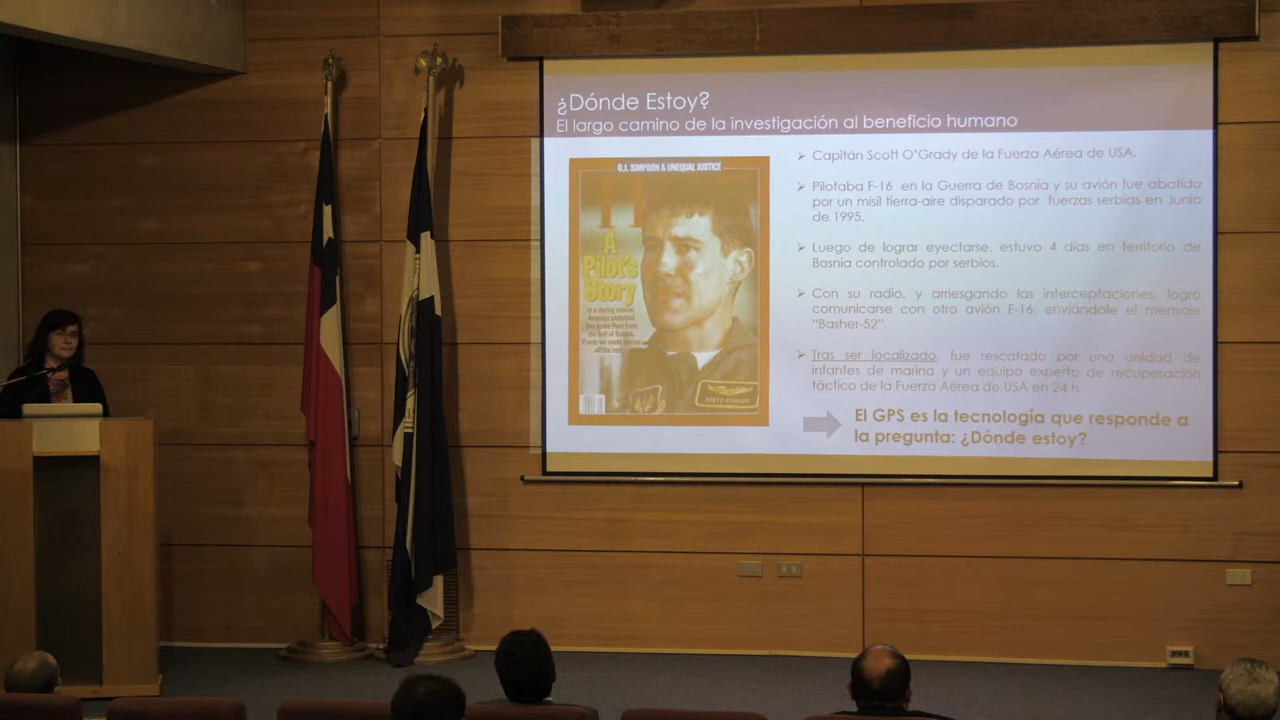 ¿Dónde Estoy?
El largo camino de la investigación al beneficio humano
O.J. SIMPSON & UNEQUAL JUSTICE
A
Pilot's
Story
➢ Capitán Scott O'Grady de la Fuerza Aérea de USA.
➢ Pilotaba F-16 en la Guerra de Bosnia y su avión fue abatido
por un misil tierra-aire disparado por fuerzas serbias en Junio
de 1995.
➢ Luego de lograr eyectarse, estuvo 4 días en territorio de
Bosnia controlado por serbios.
➢ Con su radio, y arriesgando las interceptaciones, logro
comunicarse con otro avión F-16, enviándole el mensaje
“Basher-52”.
➢ Tras ser localizado, fue rescatado por una unidad de
infantes de marina y un equipo experto de recuperación
táctico de la Fuerza Aérea de USA en 24 h.
El GPS es la tecnología que responde a
la pregunta: ¿Dónde estoy?